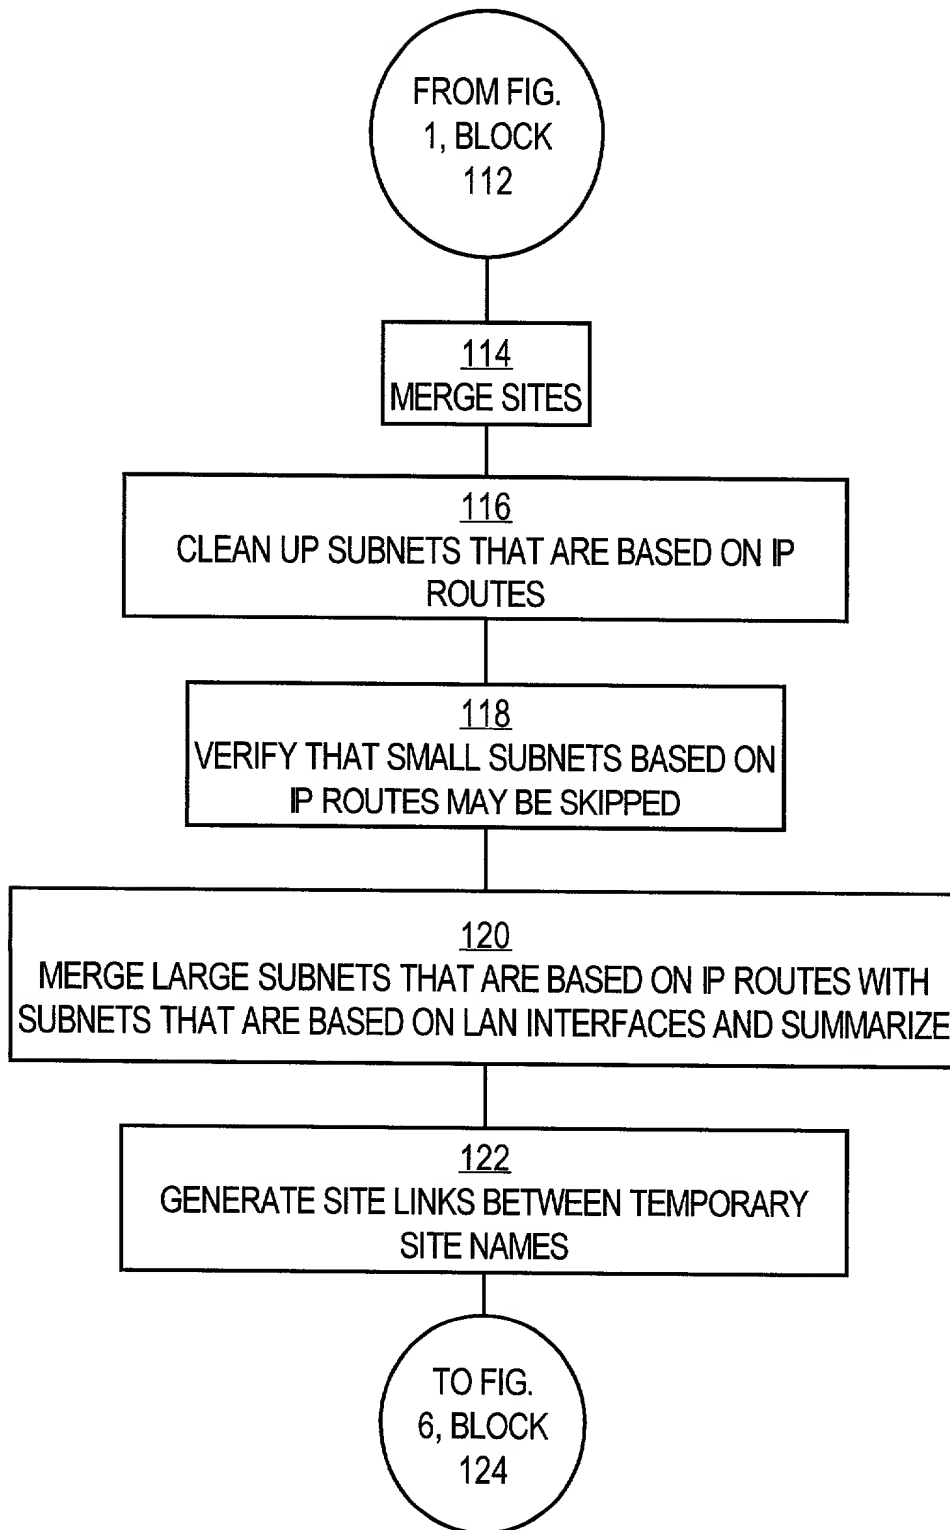 FROM FIG.
1, BLOCK
112
114
MERGE SITES
116
CLEAN UP SUBNETS THAT ARE BASED ON IP
ROUTES
118
VERIFY THAT SMALL SUBNETS BASED ON
IP ROUTES MAY BE SKIPPED
120
MERGE LARGE SUBNETS THAT ARE BASED ON IP ROUTES WITH
SUBNETS THAT ARE BASED ON LAN INTERFACES AND SUMMARIZE
122
GENERATE SITE LINKS BETWEEN TEMPORARY
SITE NAMES
TO FIG.
6, BLOCK
124